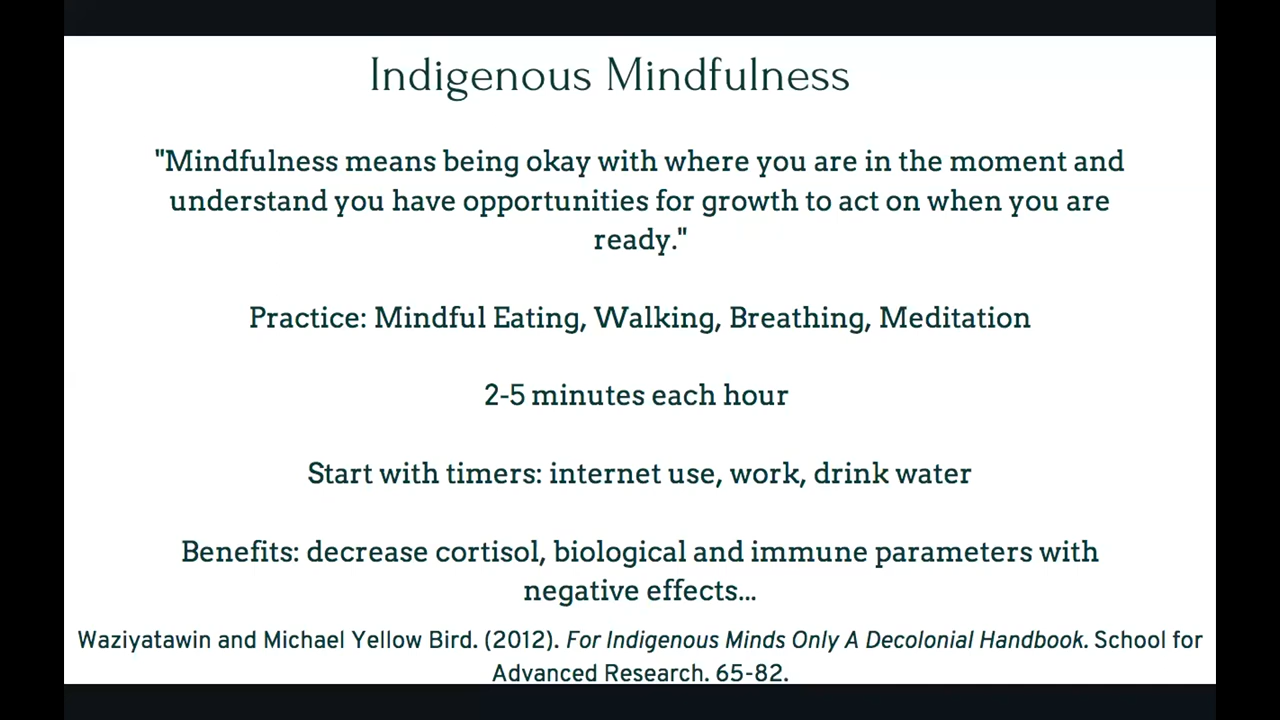 Indigenous Mindfulness
"Mindfulness means being okay with where you are in the moment and
understand you have opportunities for growth to act on when you are
ready."
Practice: Mindful Eating, Walking, Breathing, Meditation
2-5 minutes each hour
Start with timers: internet use, work, drink water
Benefits: decrease cortisol, biological and immune parameters with
negative effects...
Waziyatawin and Michael Yellow Bird. (2012). For Indigenous Minds Only A Decolonial Handbook. School for
Advanced Research. 65-82.